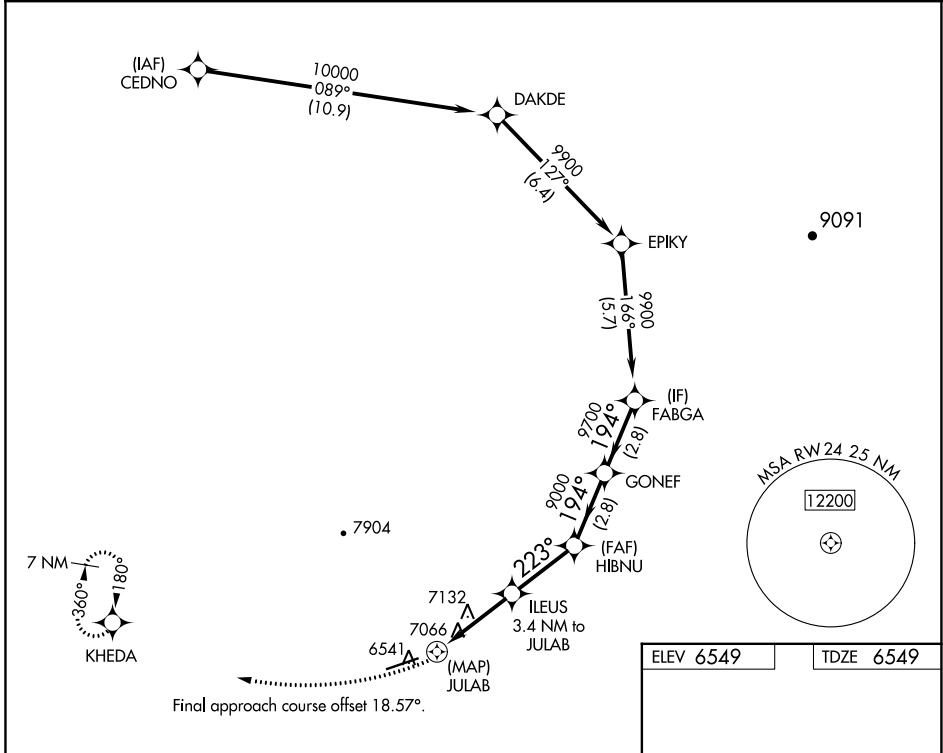 (IAF)
CEDNO
10000
089°
(10.9)
DAKDE
9900
127°
(6.4)
EPIKY
9091
9900
166°
(5.7)
(IF)
FABGA
9700
194°
(2.8)
GONEF
9000
194°
(2.8)
(FAF)
HIBNU
MSA RW24 25 NM
12200
7904
7 NM
360°
180°
KHEDA
223°
ILEUS
3.4 NM to
JULAB
7132
7066
6541
(MAP)
JULAB
Final approach course offset 18.57°.
ELEV 6549
TDZE 6549